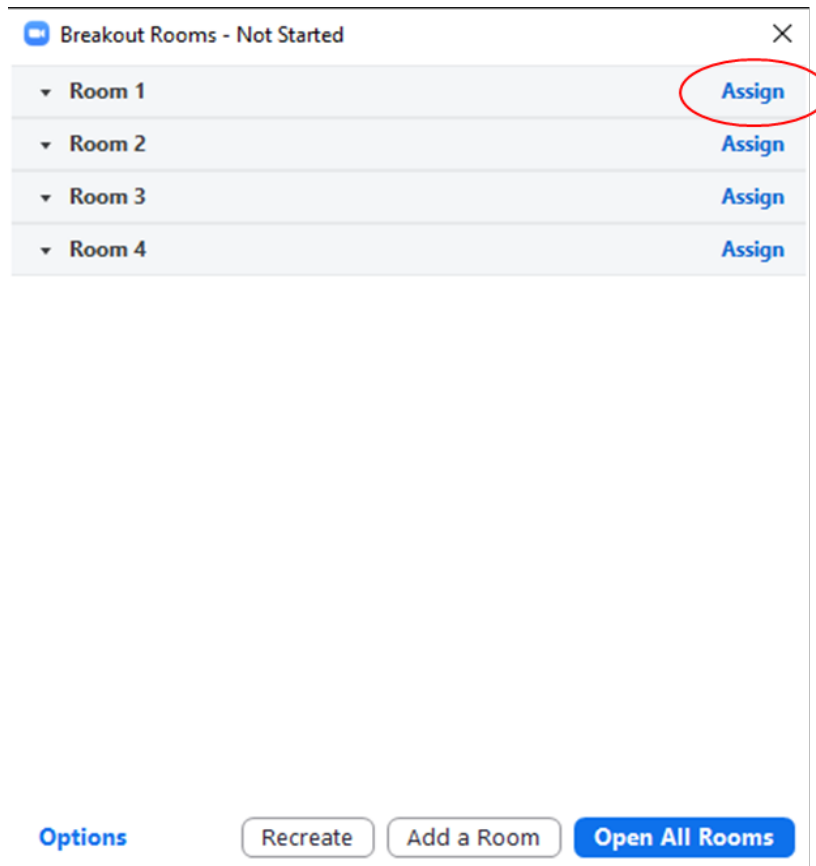 Breakout Rooms - Not Started
Room 1 Assign
Room 2 Assign
Room 3 Assign
Room 4 Assign
Options Recreate Add a Room Open All Rooms